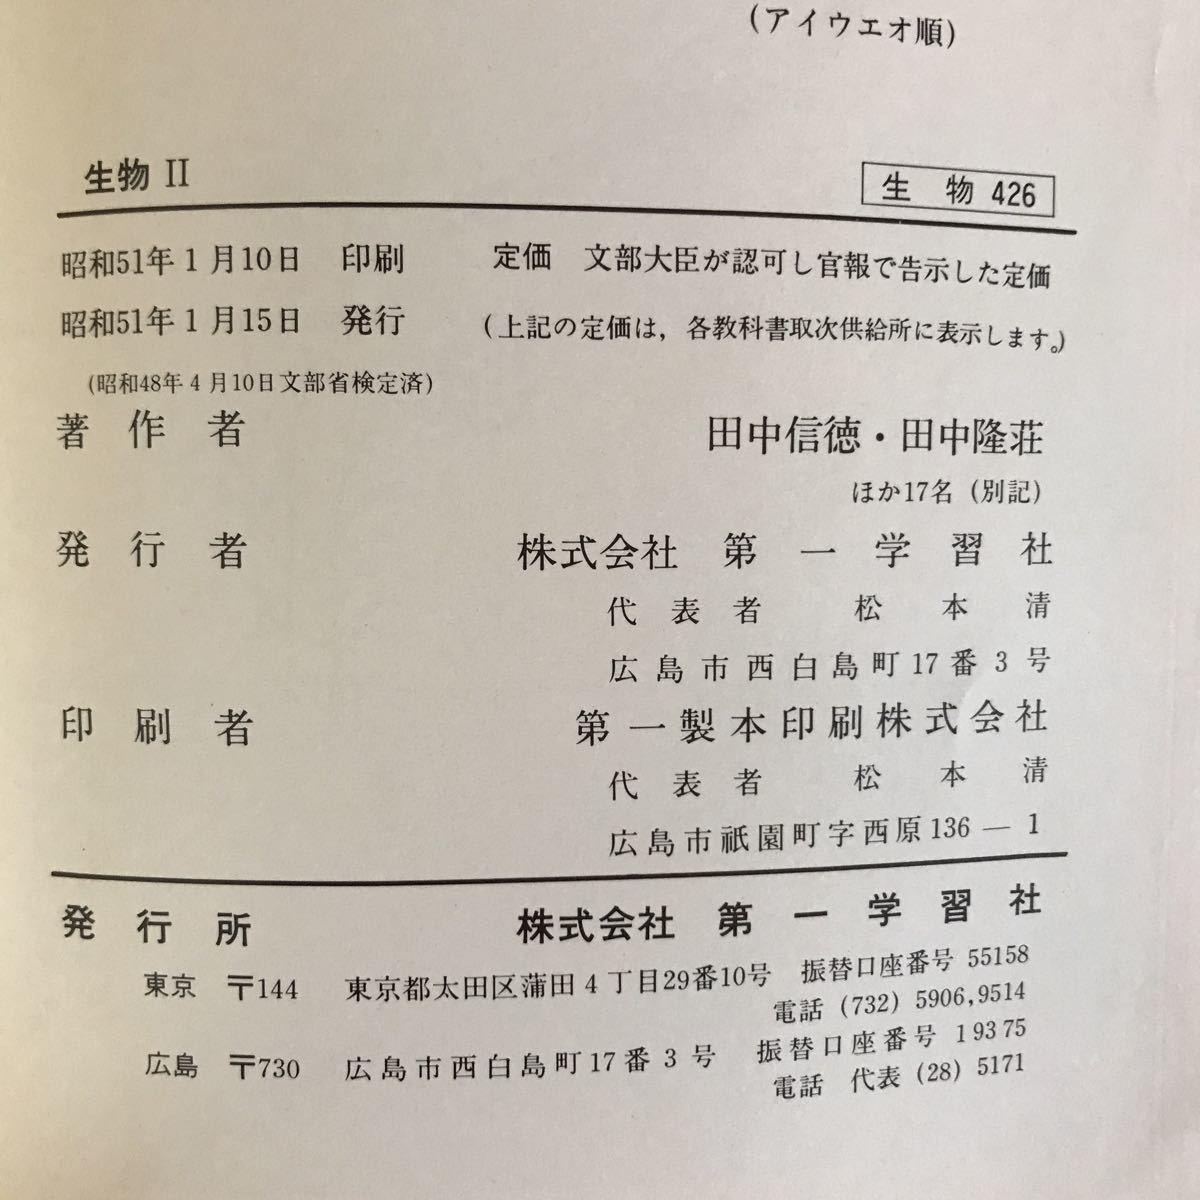 (アイウエオ順)
生物 II 生 物 426
昭和51年 1 月10日 印刷 定価 文部大臣が認可し官報で告示した定価
昭和51年 1 月15日 発行 (上記の定価は，各教科書取次供給所に表示します。)
(昭和48年 4 月10日文部省検定済)
著 作 者 田中信徳・田中隆荘
ほか17名 (別記)
発 行 者 株式会社 第 一 学 習 社
代 表 者 松 本 清
広島市西白島町17番 3 号
印 刷 者 第一製本印刷株式会社
代 表 者 松 本 清
広島市祇園町字西原136 — 1
発 行 所 株式会社 第 一 学 習 社
東京 〒144 東京都太田区蒲田 4 丁目29番10号 振替口座番号 55158
電話 (732) 5906,9514
広島 〒730 広島市西白島町17番 3 号 振替口座番号 19375
電話 代表 (28) 5171